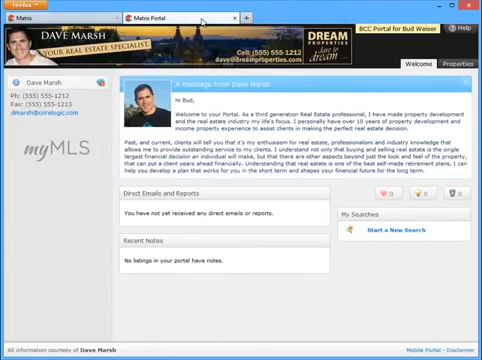 Firefox
Matrix
Matrix Portal
DAVE MARSH
YOUR REAL ESTATE SPECIALIST.
Cell: (555) 555-1212
dave@dreamproperties.com
DREAM
PROPERTIES
dare to
dream...
BCC Portal for Bud Weiser
Help
Welcome
Properties
Dave Marsh
Ph: (555) 555-1212
Fax: (555) 555-1213
dmarsh@corelogic.com
myMLS
A message from Dave Marsh
Hi Bud,
Welcome to your Portal. As a third generation Real Estate professional, I have made property development
and the real estate industry my life's focus. I personally have over 10 years of property development and
income property experience to assist clients in making the perfect real estate decision.
Past, and current, clients will tell you that it's my enthusiasm for real estate, professionalism and industry knowledge that
allows me to provide outstanding service to my clients. I understand not only that buying and selling real estate is the single
largest financial decision an individual will make, but that there are other aspects beyond just the look and feel of the property,
that can put a client years ahead financially. Understanding that real estate is one of the best self-made retirement plans, I can
help you develop a plan that works for you in the short term and shapes your financial future for the long term.
Direct Emails and Reports
You have not yet received any direct emails or reports.
0
0
0
My Searches
Start a New Search
Recent Notes
No listings in your portal have notes.
All information courtesy of Dave Marsh
Mobile Portal - Disclaimer